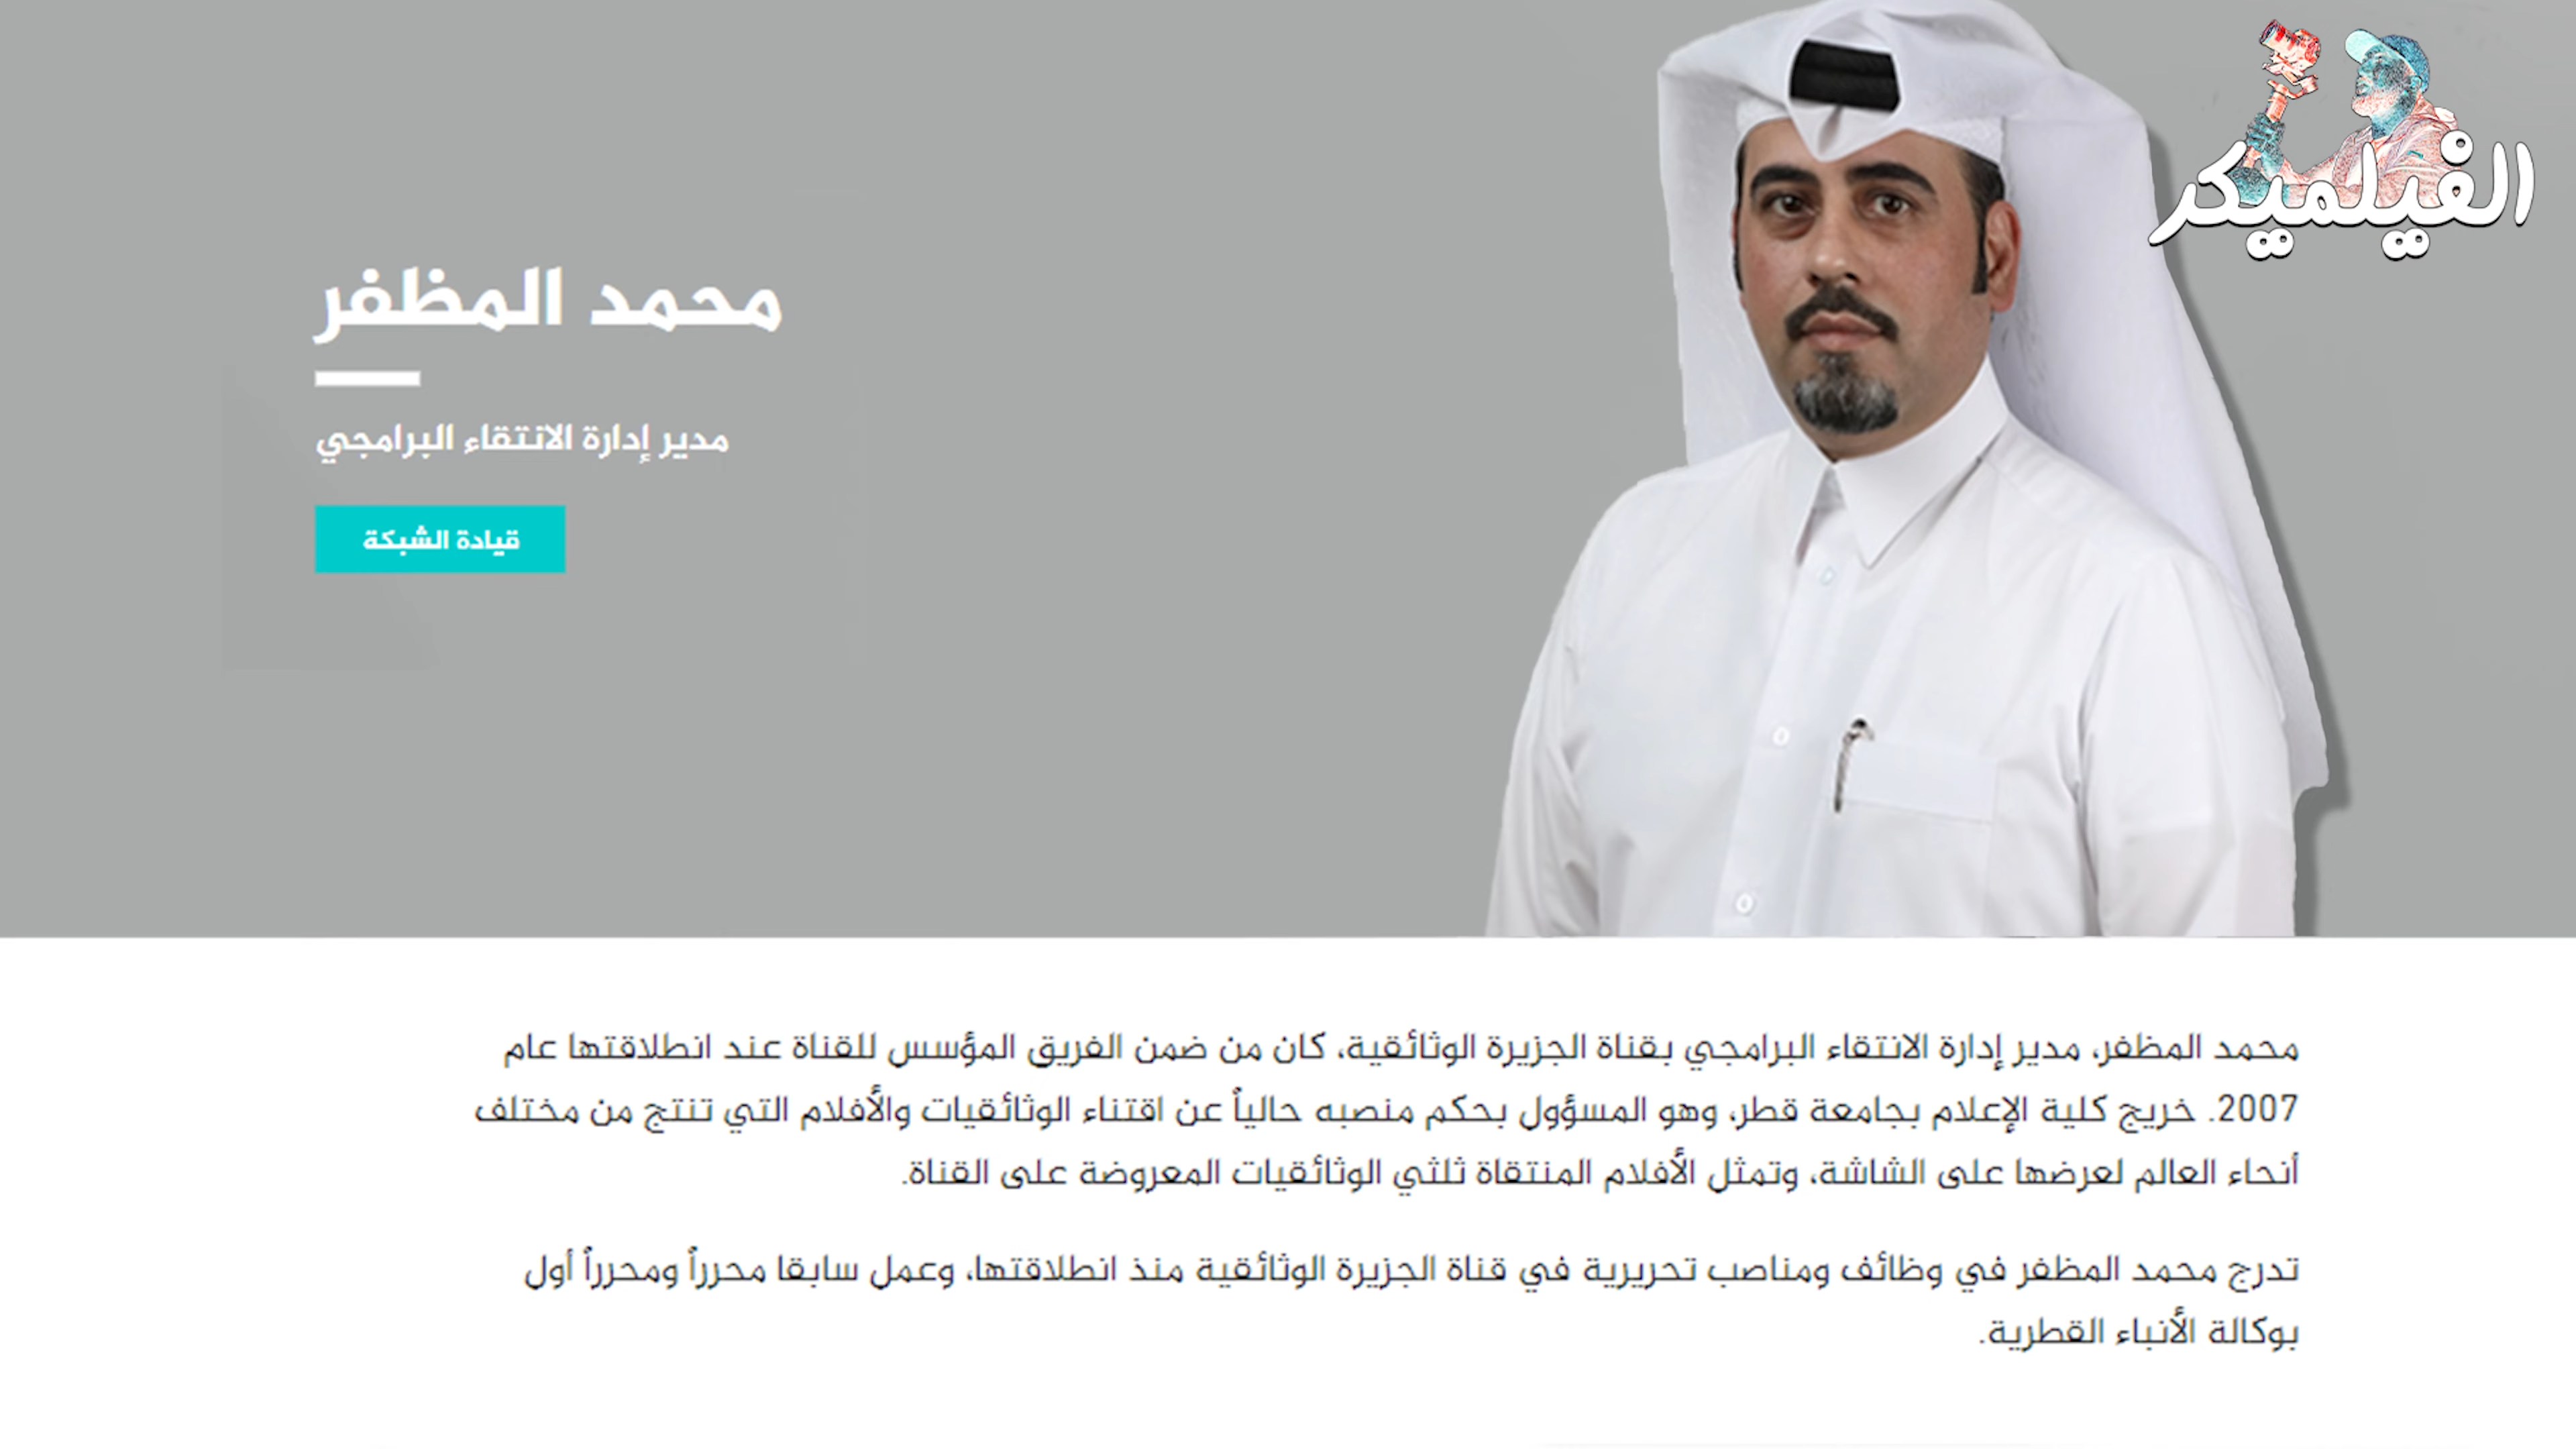 الفيلميكر
محمد المظفر
مدير إدارة الانتقاء البرامجي
قيادة الشبكة
محمد المظفر، مدير إدارة الانتقاء البرامجي بقناة الجزيرة الوثائقية، كان من ضمن الفريق المؤسس للقناة عند انطلاقتها عام
2007. خريج كلية الإعلام بجامعة قطر، وهو المسؤول بحكم منصبه حالياً عن اقتناء الوثائقيات والأفلام التي تنتج من مختلف
أنحاء العالم لعرضها على الشاشة، وتمثل الأفلام المنتقاة ثلثي الوثائقيات المعروضة على القناة.
تدرج محمد المظفر في وظائف ومناصب تحريرية في قناة الجزيرة الوثائقية منذ انطلاقتها، وعمل سابقا محرراً ومحرراً أول
بوكالة الأنباء القطرية.